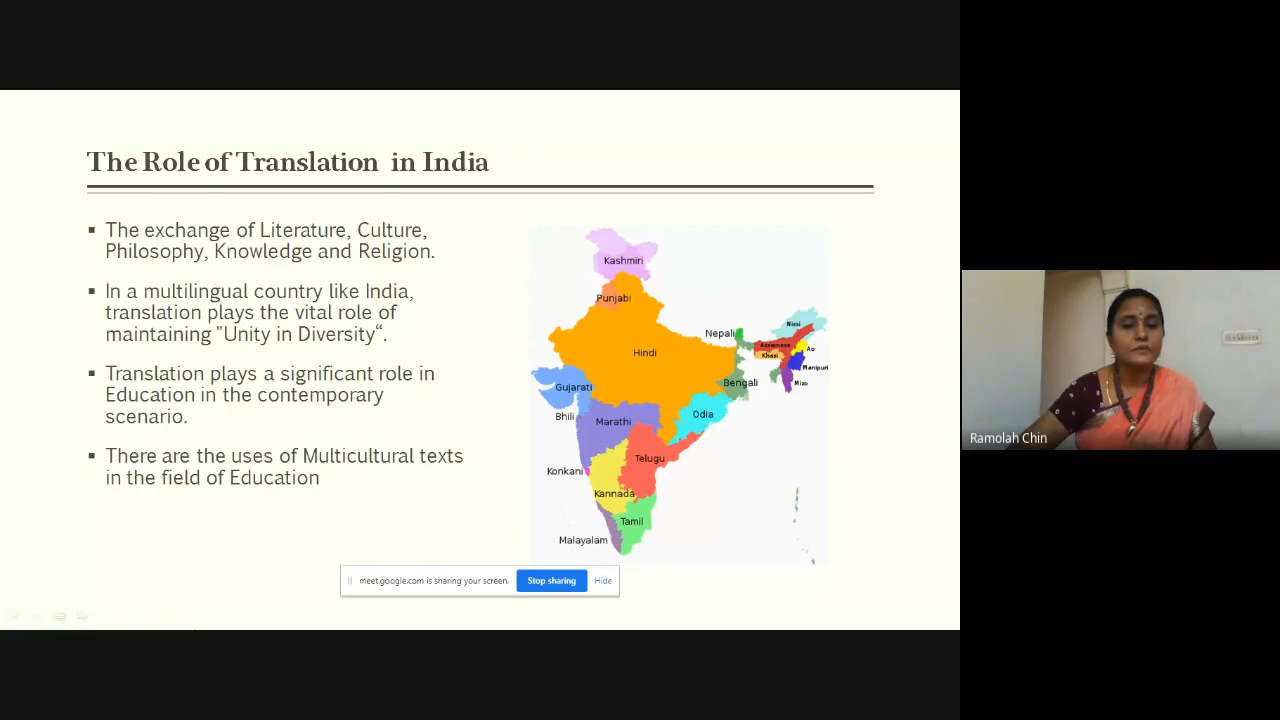 The Role of Translation in India
▪ The exchange of Literature, Culture,
Philosophy, Knowledge and Religion.
▪ In a multilingual country like India,
translation plays the vital role of
maintaining "Unity in Diversity“.
▪ Translation plays a significant role in
Education in the contemporary
scenario.
▪ There are the uses of Multicultural texts
in the field of Education
Kashmiri
Punjabi
Hindi
Nepali
Nissi
Assamese
Ao
Khasi
Manipuri
Mizo
Bengali
Gujarati
Bhili
Marathi
Odia
Telugu
Konkani
Kannada
Tamil
Malayalam
meet.google.com is sharing your screen.
Stop sharing
Hide
Ramolah Chin